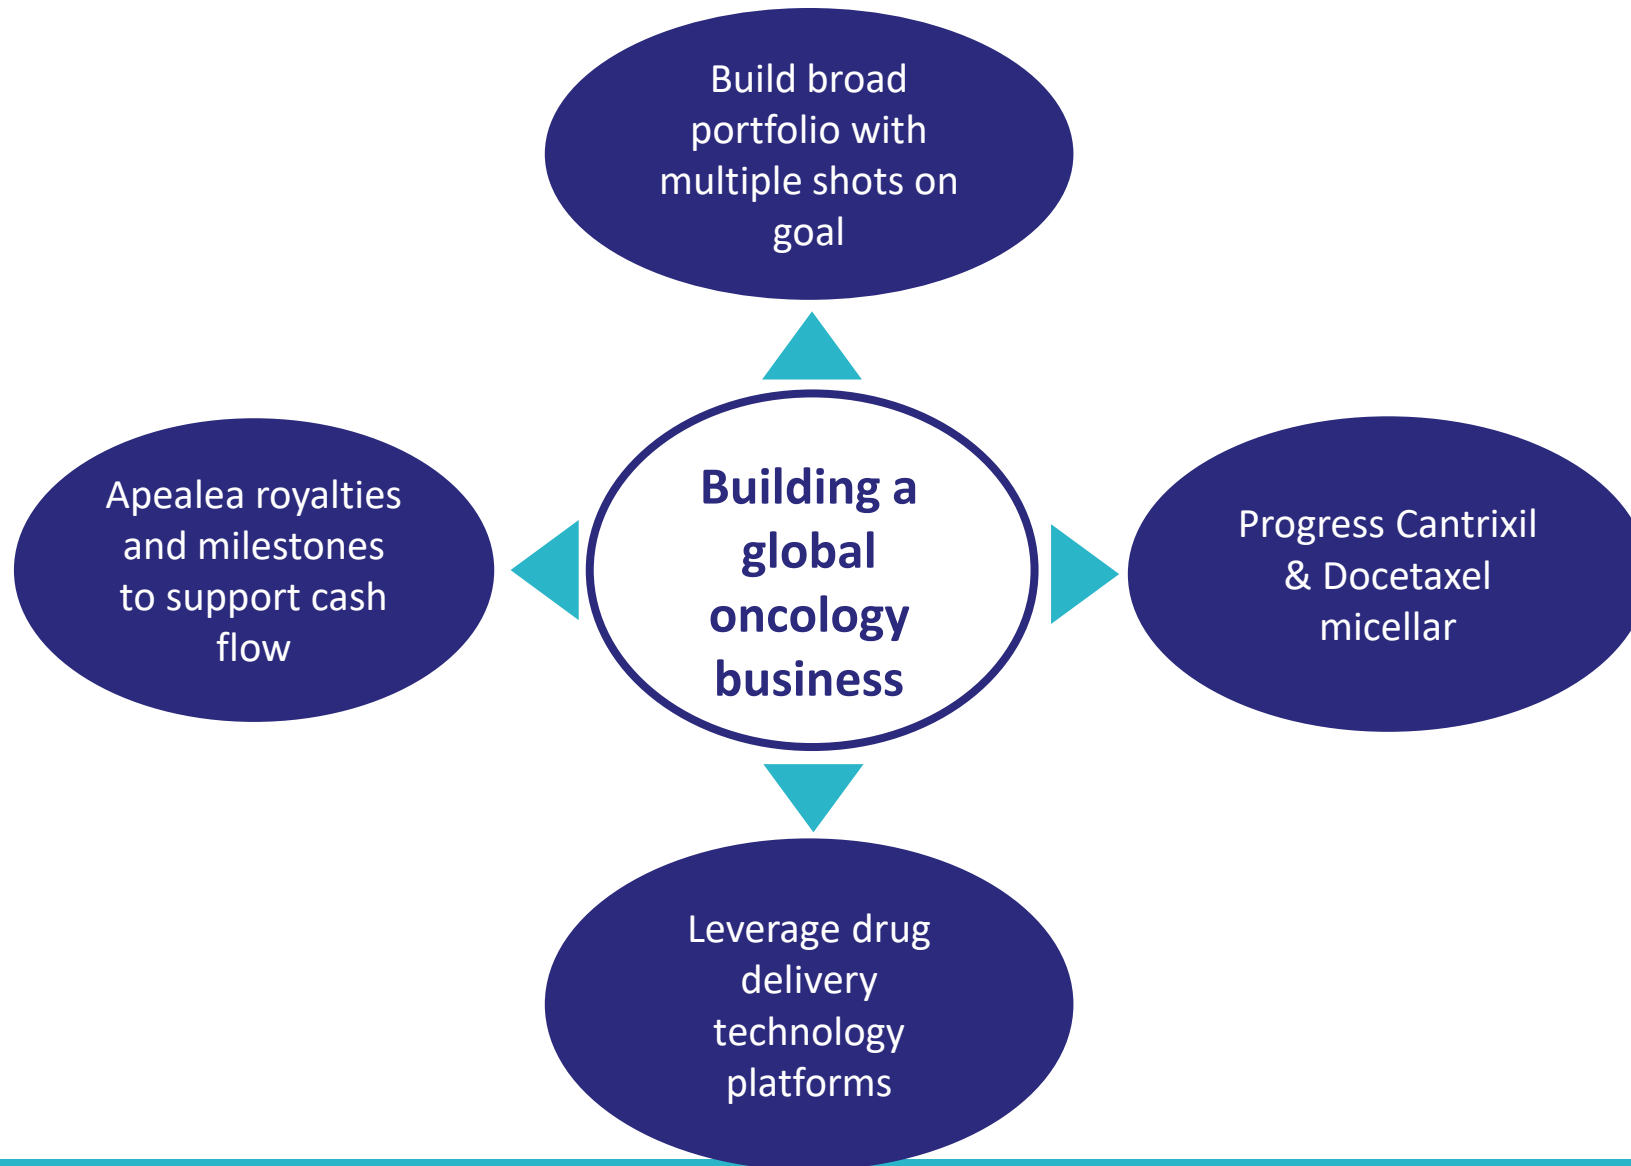 Build broad
portfolio with
multiple shots on
goal
Apealea royalties
and milestones
to support cash
flow
Building a
global
oncology
business
Progress Cantrixil
& Docetaxel
micellar
Leverage drug
delivery
technology
platforms